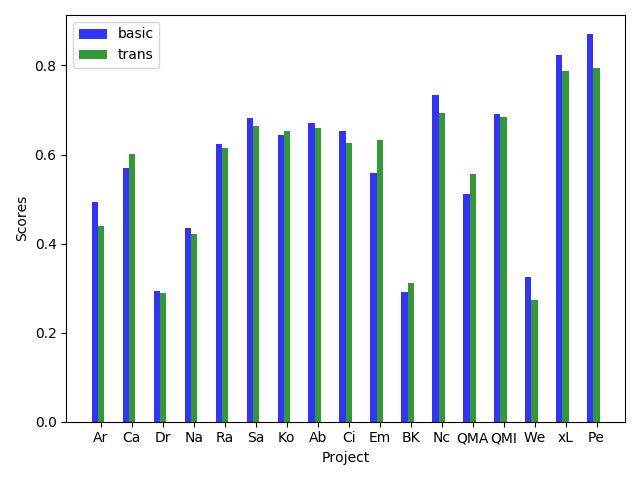 basic
trans
Scores
0.8
0.6
0.4
0.2
0.0
Ar Ca Dr Na Ra Sa Ko Ab Ci Em BK Nc QMA QMI We xL Pe
Project